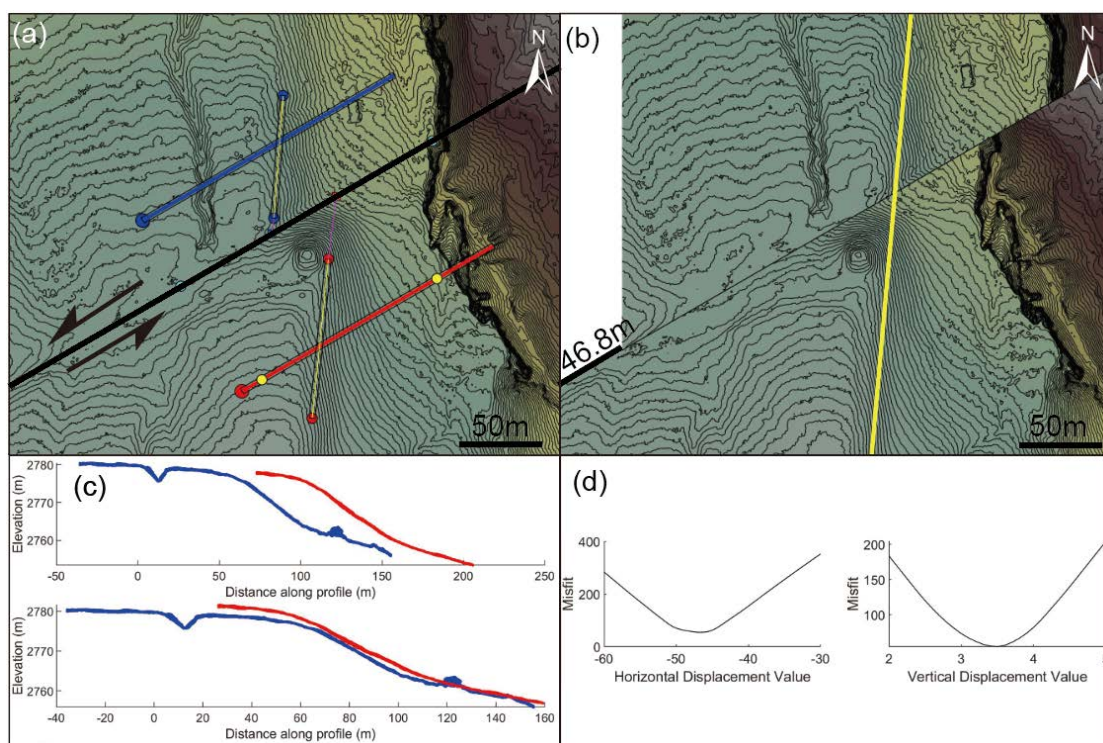 (a)
N
50m
(b)
N
46.8m
50m
(c)
2780
2770
2760
Elevation (m)
-50 0 50 100 150 200 250
Distance along profile (m)
2780
2770
2760
Elevation (m)
-40 -20 0 20 40 60 80 100 120 140 160
Distance along profile (m)
(d)
400
200
0
Misfit
-60 -50 -40 -30
Horizontal Displacement Value
200
150
100
Misfit
2 3 4
Vertical Displacement Value